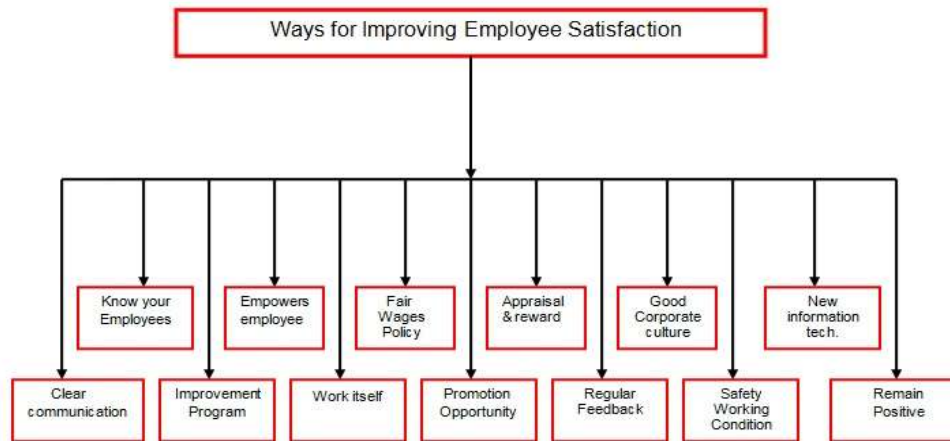 Ways for Improving Employee Satisfaction
Know your
Employees
Empowers
employee
Fair
Wages
Policy
Appraisal
& reward
Good
Corporate
culture
New
information
tech.
Clear
communication
Improvement
Program
Work itself
Promotion
Opportunity
Regular
Feedback
Safety
Working
Condition
Remain
Positive